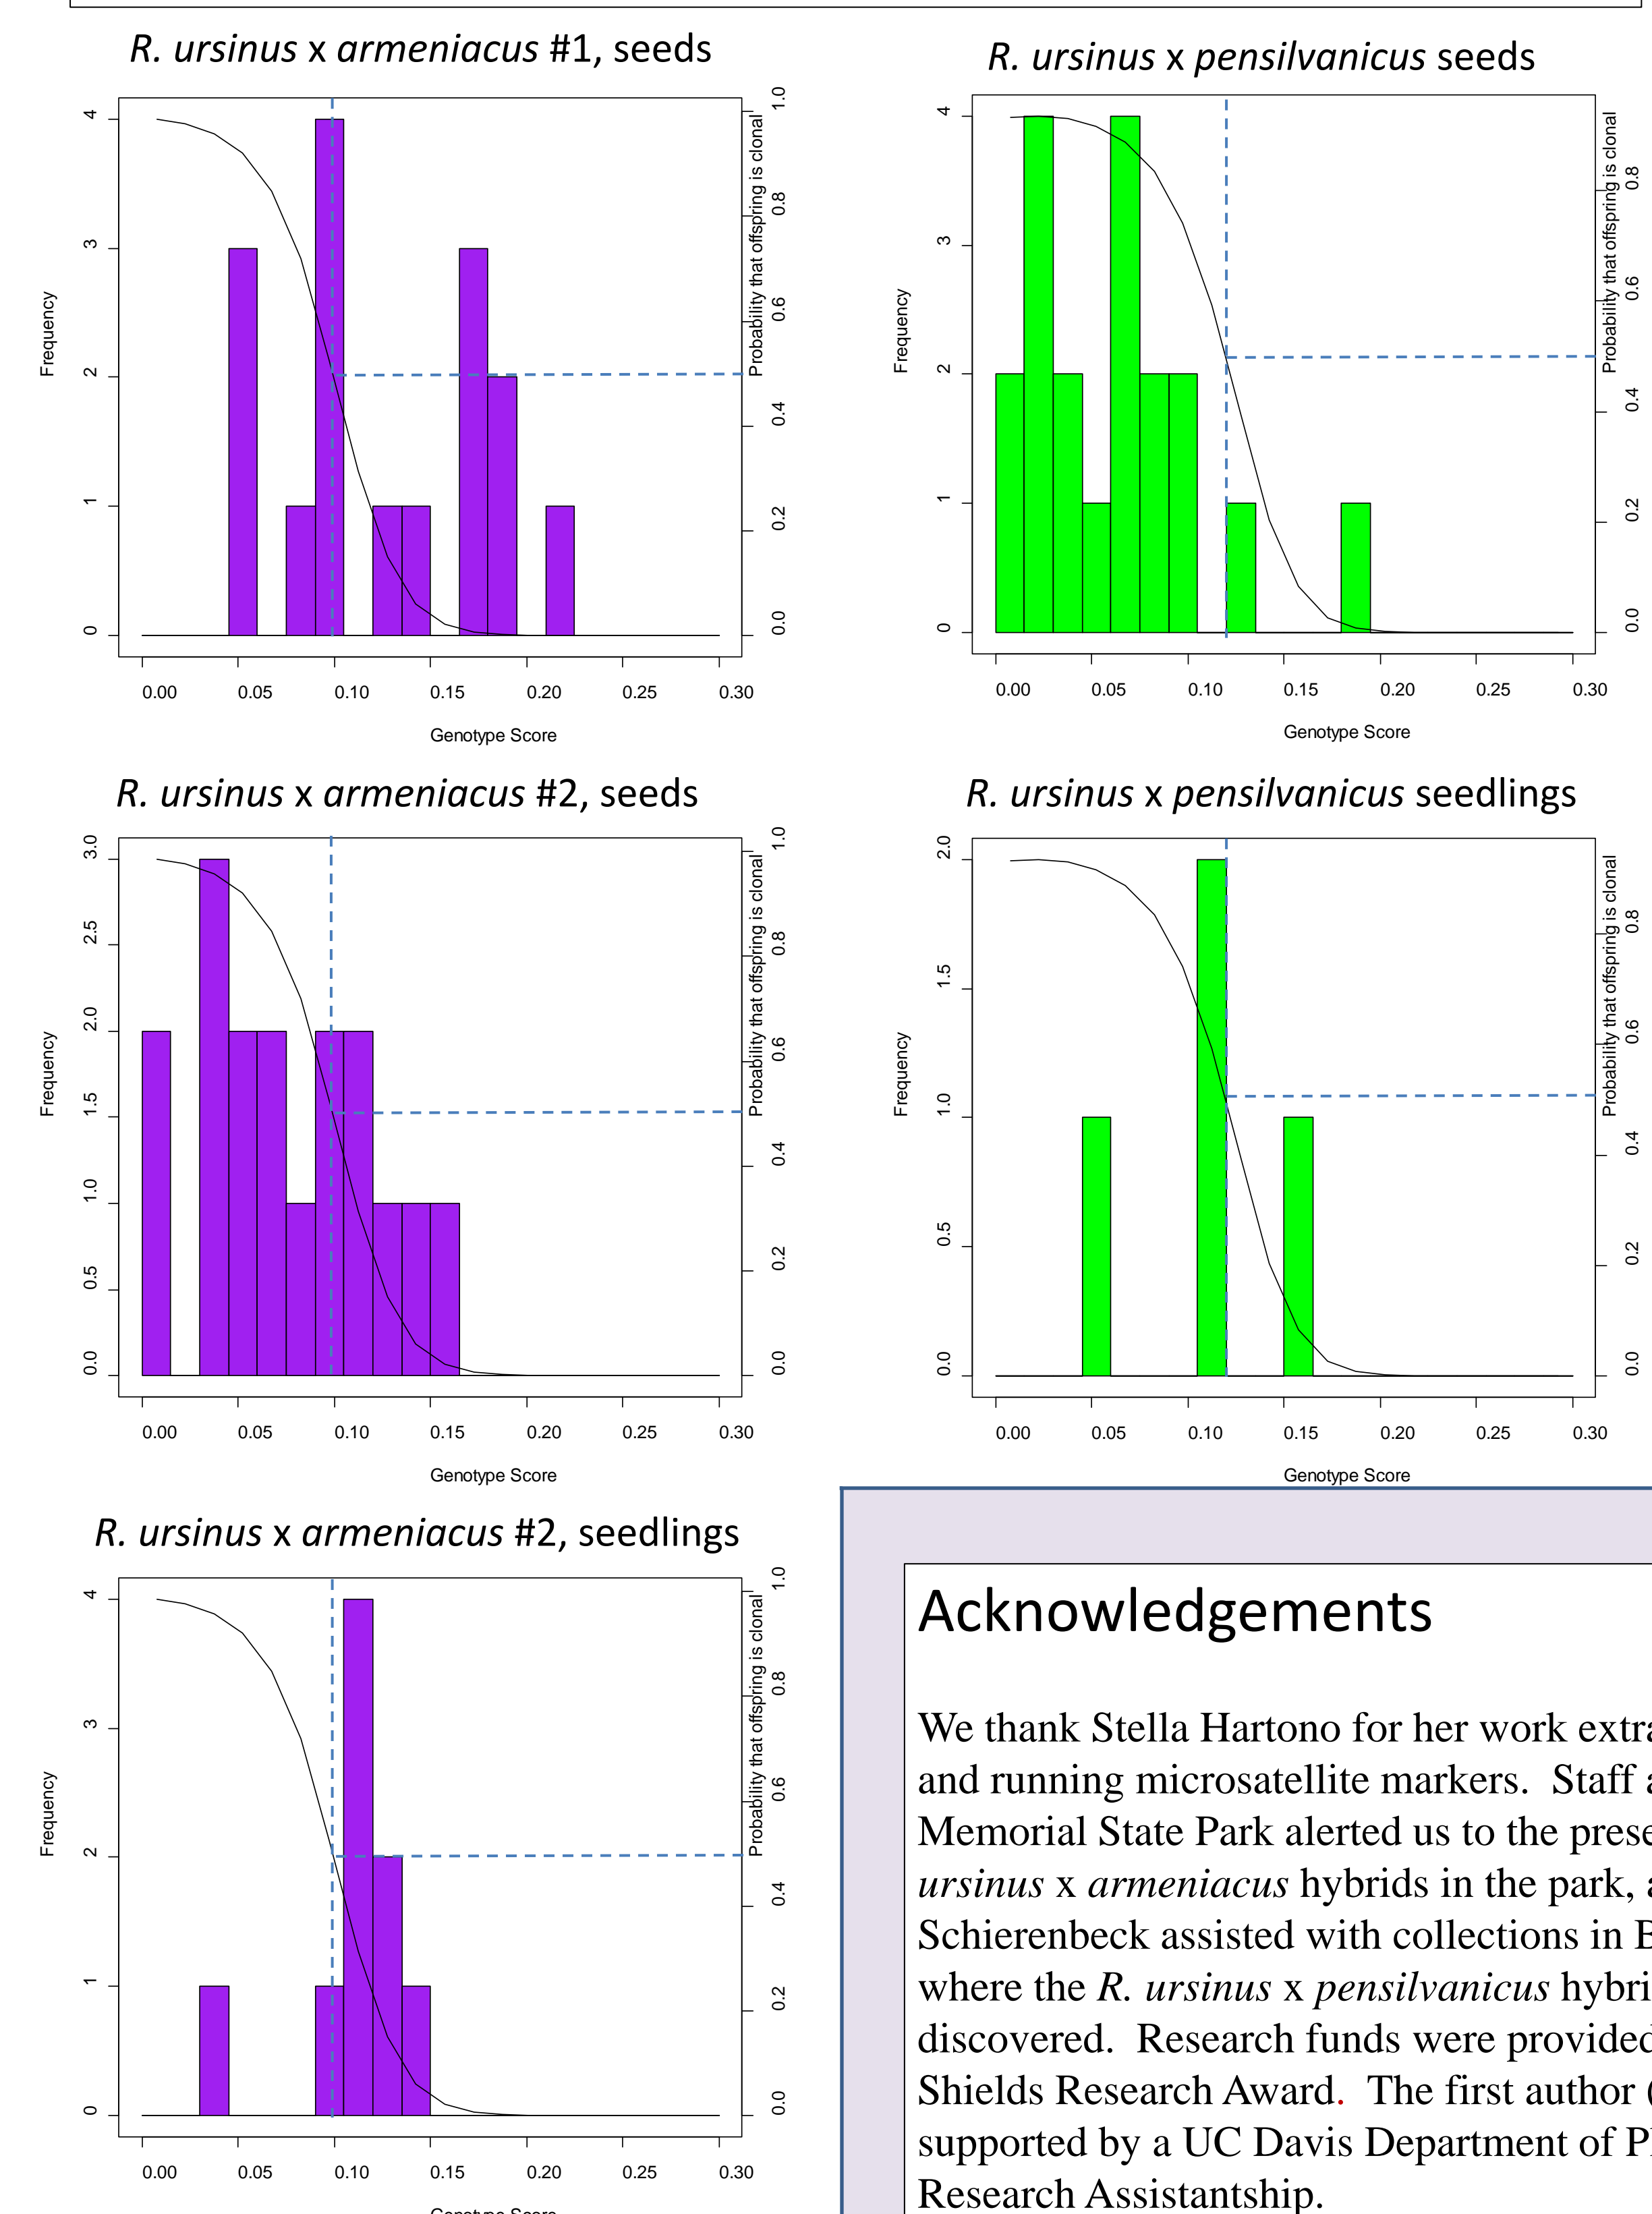 R. ursinus x armeniacus #1, seeds
4
3
2
1
0
Frequency
1.0
0.8
0.6
0.4
0.2
0.0
Probability that offspring is clonal
0.00 0.05 0.10 0.15 0.20 0.25 0.30
Genotype Score
R. ursinus x pensilvanicus seeds
4
3
2
1
0
Frequency
0.8
0.6
0.4
0.2
0.0
Probability that offspring is clonal
0.00 0.05 0.10 0.15 0.20 0.25 0.30
Genotype Score
R. ursinus x armeniacus #2, seeds
3.0
2.5
2.0
1.5
1.0
0.5
0.0
Frequency
1.0
0.8
0.6
0.4
0.2
0.0
Probability that offspring is clonal
0.00 0.05 0.10 0.15 0.20 0.25 0.30
Genotype Score
R. ursinus x pensilvanicus seedlings
2.0
1.5
1.0
0.5
0.0
Frequency
0.8
0.6
0.4
0.2
0.0
Probability that offspring is clonal
0.00 0.05 0.10 0.15 0.20 0.25 0.30
Genotype Score
R. ursinus x armeniacus #2, seedlings
4
3
2
1
0
Frequency
1.0
0.8
0.6
0.4
0.2
0.0
Probability that offspring is clonal
0.00 0.05 0.10 0.15 0.20 0.25 0.30
Genotype Score
Acknowledgements
We thank Stella Hartono for her work extra
and running microsatellite markers. Staff a
Memorial State Park alerted us to the prese
ursinus x armeniacus hybrids in the park, a
Schierenbeck assisted with collections in B
where the R. ursinus x pensilvanicus hybri
discovered. Research funds were provided
Shields Research Award. The first author (
supported by a UC Davis Department of Pl
Research Assistantship.